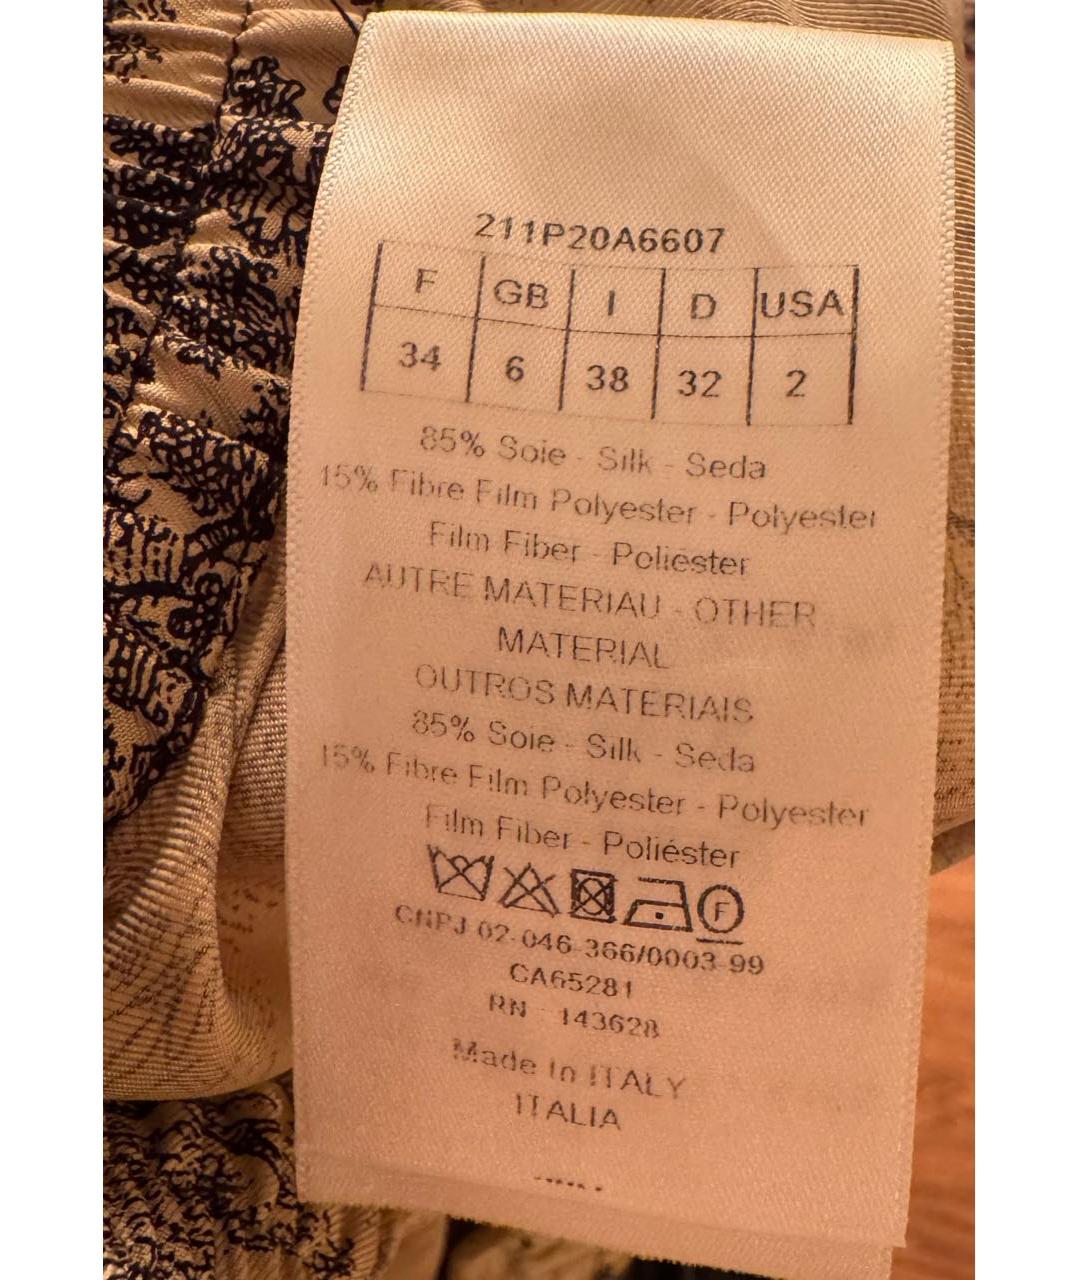 211P20A6607
F GB I D USA
34 6 38 32 2
85% Soie - Silk - Seda
15% Fibre Film Polyester - Polyester
Film Fiber - Poliéster
AUTRE MATERIAU - OTHER
MATERIAL
OUTROS MATERIAIS
85% Soie - Silk - Seda
15% Fibre Film Polyester - Polyester
Film Fiber - Poliéster
F
CNPJ 02-046-366/0003-99
CA65281
RN 143628
Made In ITALY
ITALIA